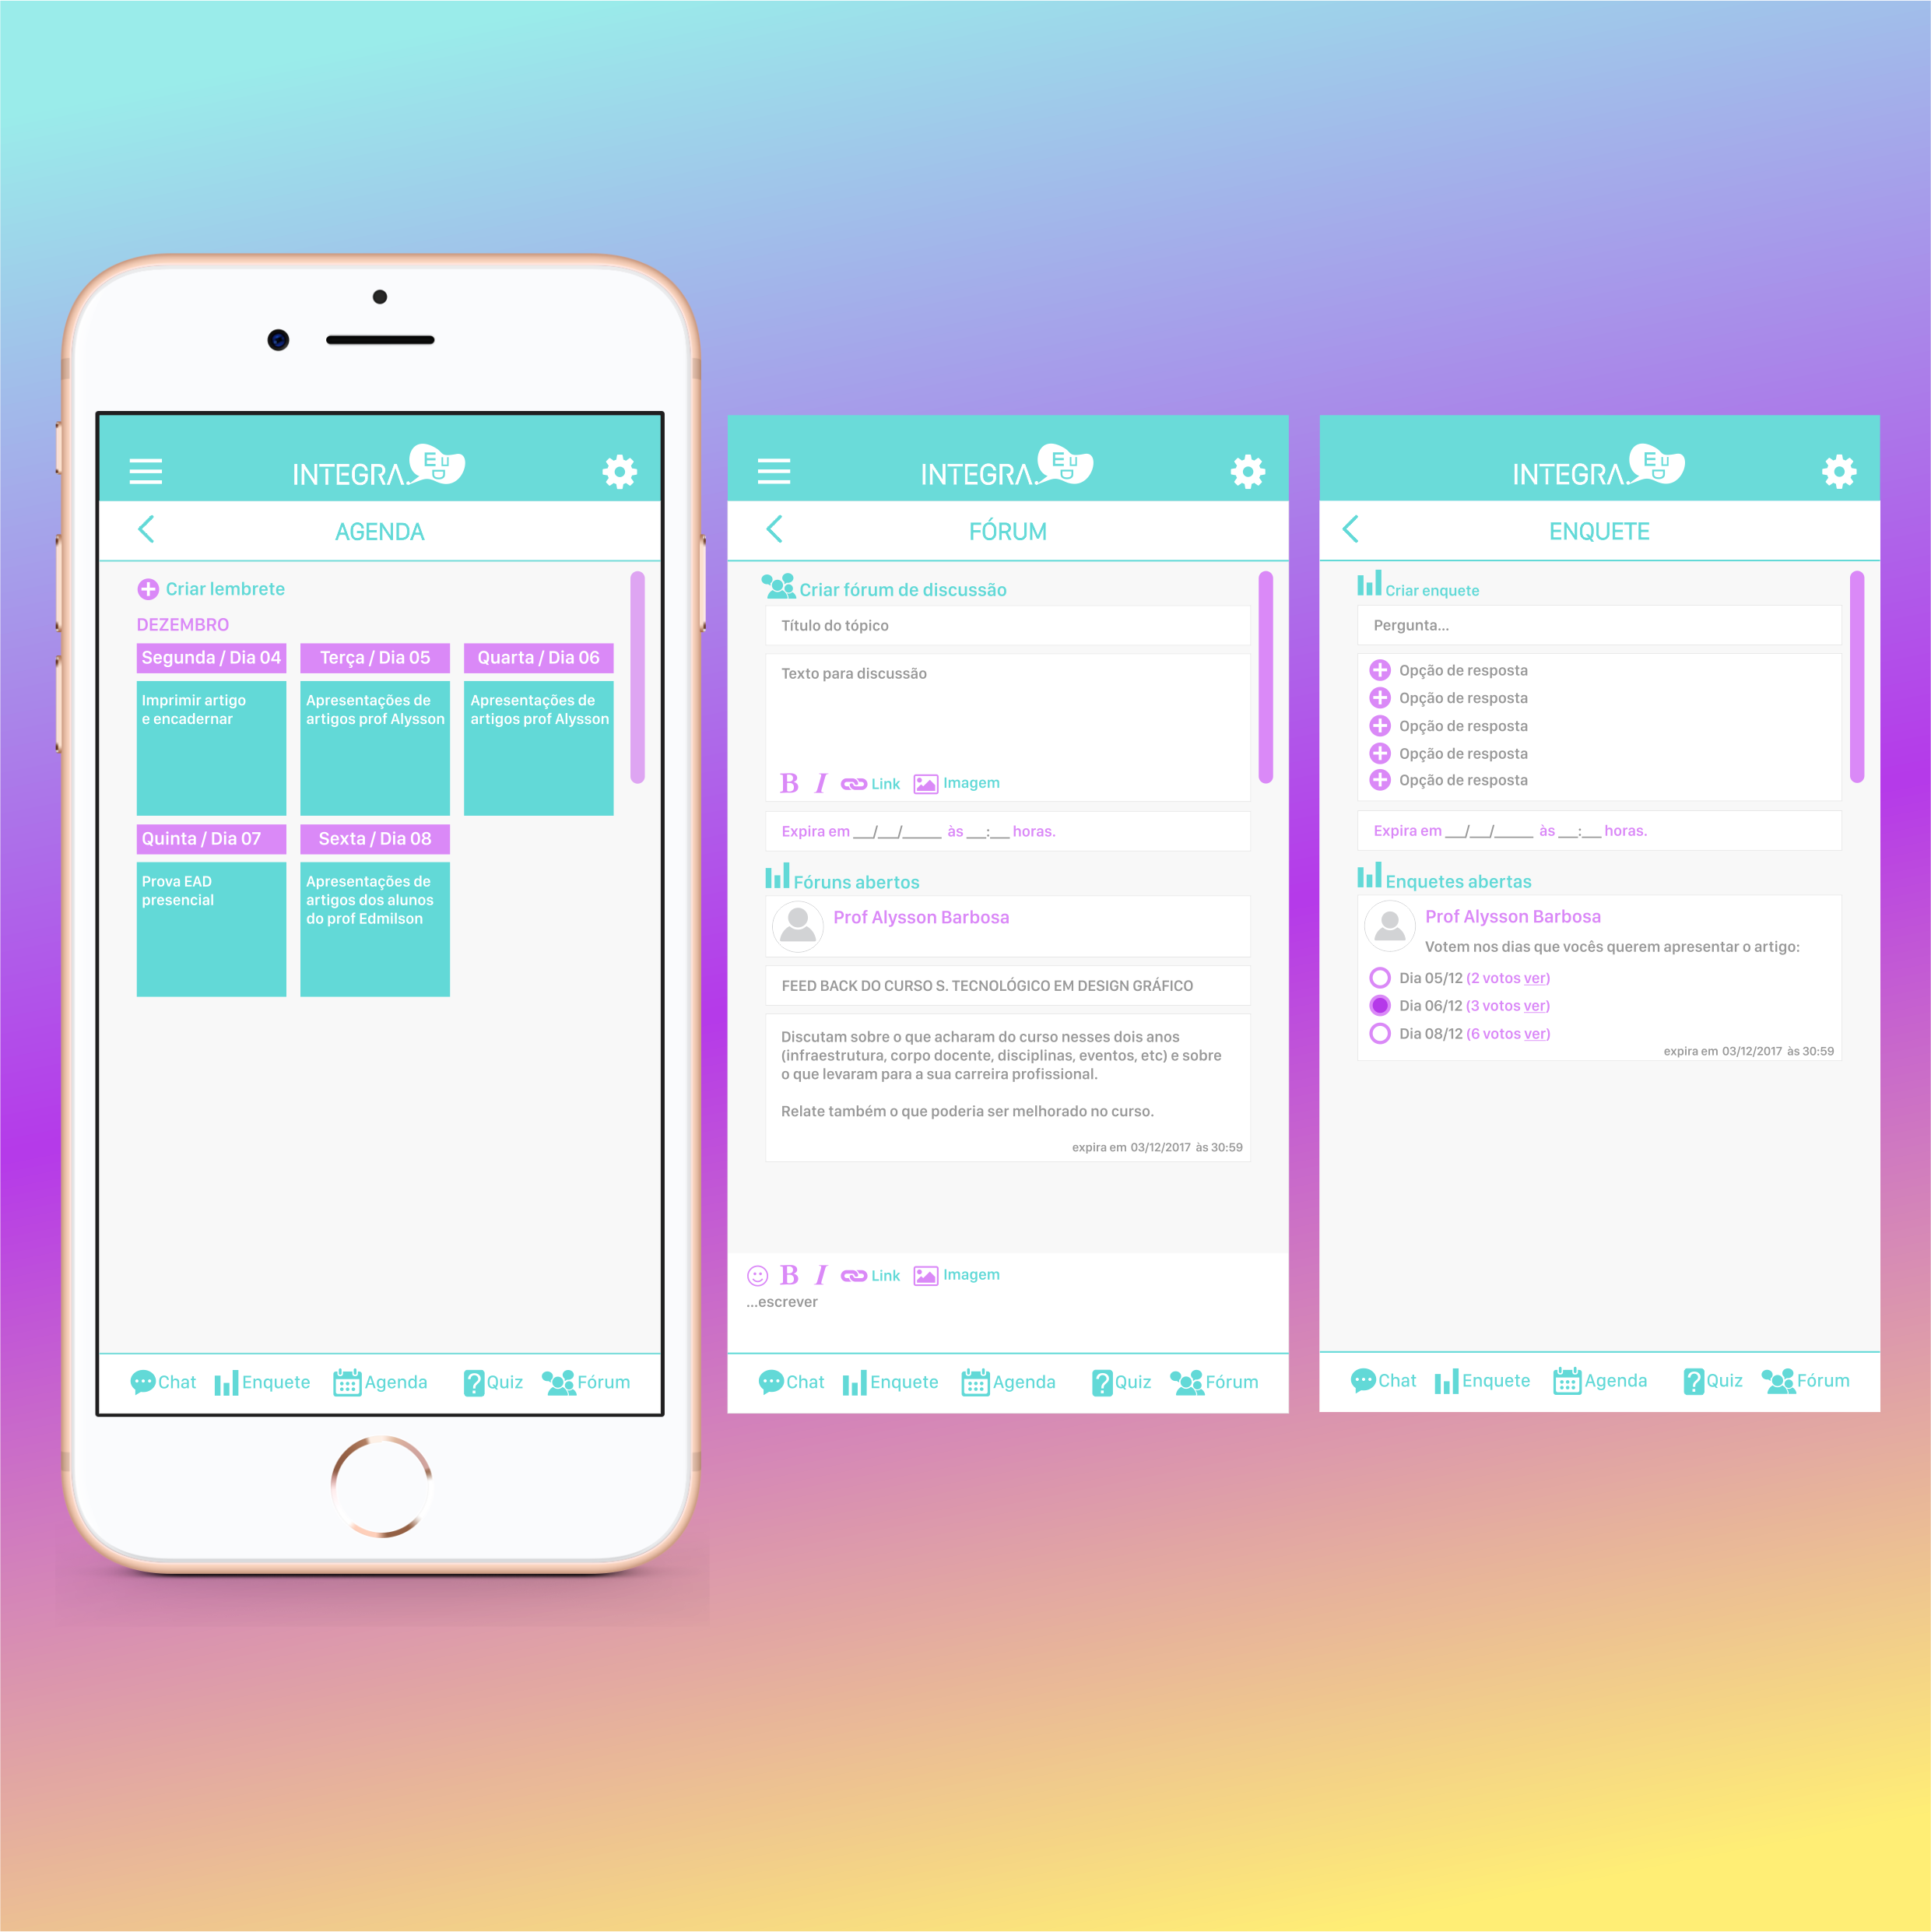 INTEGRA.
EUD
AGENDA
Criar lembrete
DEZEMBRO
Segunda / Dia 04
Terça / Dia 05
Quarta / Dia 06
Imprimir artigo
e encadernar
Apresentações de
artigos prof Alysson
Apresentações de
artigos prof Alysson
Quinta / Dia 07
Sexta / Dia 08
Prova EAD
presencial
Apresentações de
artigos dos alunos
do prof Edmilson
Chat Enquete Agenda Quiz Fórum
INTEGRA.
EUD
FÓRUM
Criar fórum de discussão
Título do tópico
Texto para discussão
B I Link Imagem
Expira em __/__/____ às __:__ horas.
Fóruns abertos
Prof Alysson Barbosa
FEED BACK DO CURSO S. TECNOLÓGICO EM DESIGN GRÁFICO
Discutam sobre o que acharam do curso nesses dois anos
(infraestrutura, corpo docente, disciplinas, eventos, etc) e sobre
o que levaram para a sua carreira profissional.
Relate também o que poderia ser melhorado no curso.
expira em 03/12/2017 às 30:59
B I Link Imagem
...escrever
Chat Enquete Agenda Quiz Fórum
INTEGRA.
EUD
ENQUETE
Criar enquete
Pergunta...
Opção de resposta
Opção de resposta
Opção de resposta
Opção de resposta
Opção de resposta
Expira em __/__/____ às __:__ horas.
Enquetes abertas
Prof Alysson Barbosa
Votem nos dias que vocês querem apresentar o artigo:
Dia 05/12 (2 votos ver)
Dia 06/12 (3 votos ver)
Dia 08/12 (6 votos ver)
expira em 03/12/2017 às 30:59
Chat Enquete Agenda Quiz Fórum